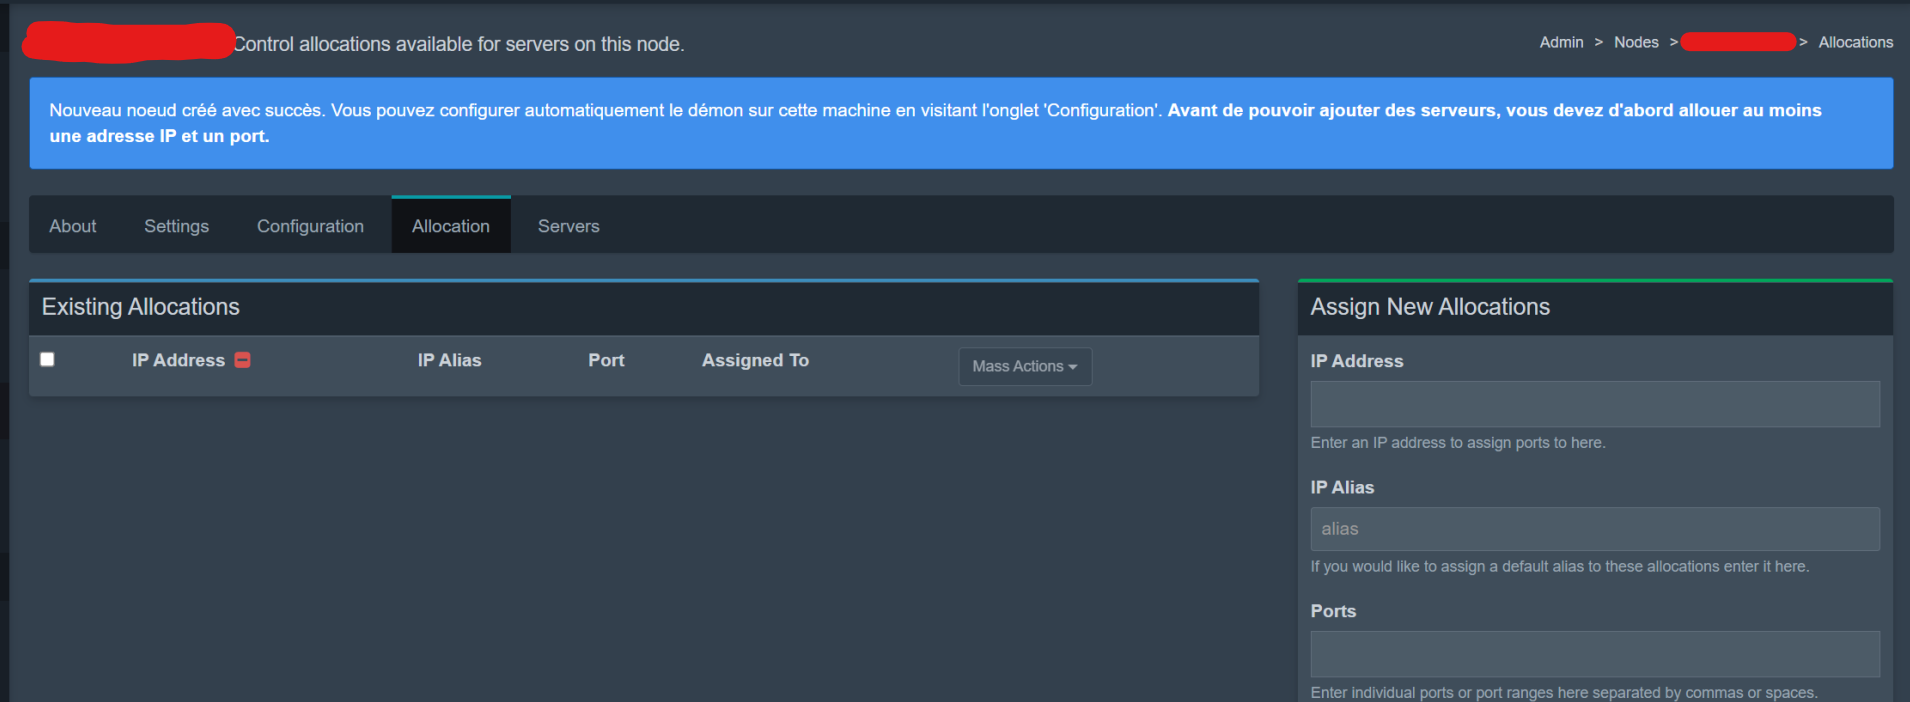 Control allocations available for servers on this node.
Admin > Nodes > > Allocations
Nouveau noeud créé avec succès. Vous pouvez configurer automatiquement le démon sur cette machine en visitant l'onglet 'Configuration'. Avant de pouvoir ajouter des serveurs, vous devez d'abord allouer au moins
une adresse IP et un port.
About Settings Configuration Allocation Servers
Existing Allocations
IP Address IP Alias Port Assigned To Mass Actions
Assign New Allocations
IP Address
Enter an IP address to assign ports to here.
IP Alias
alias
If you would like to assign a default alias to these allocations enter it here.
Ports
Enter individual ports or port ranges here separated by commas or spaces.